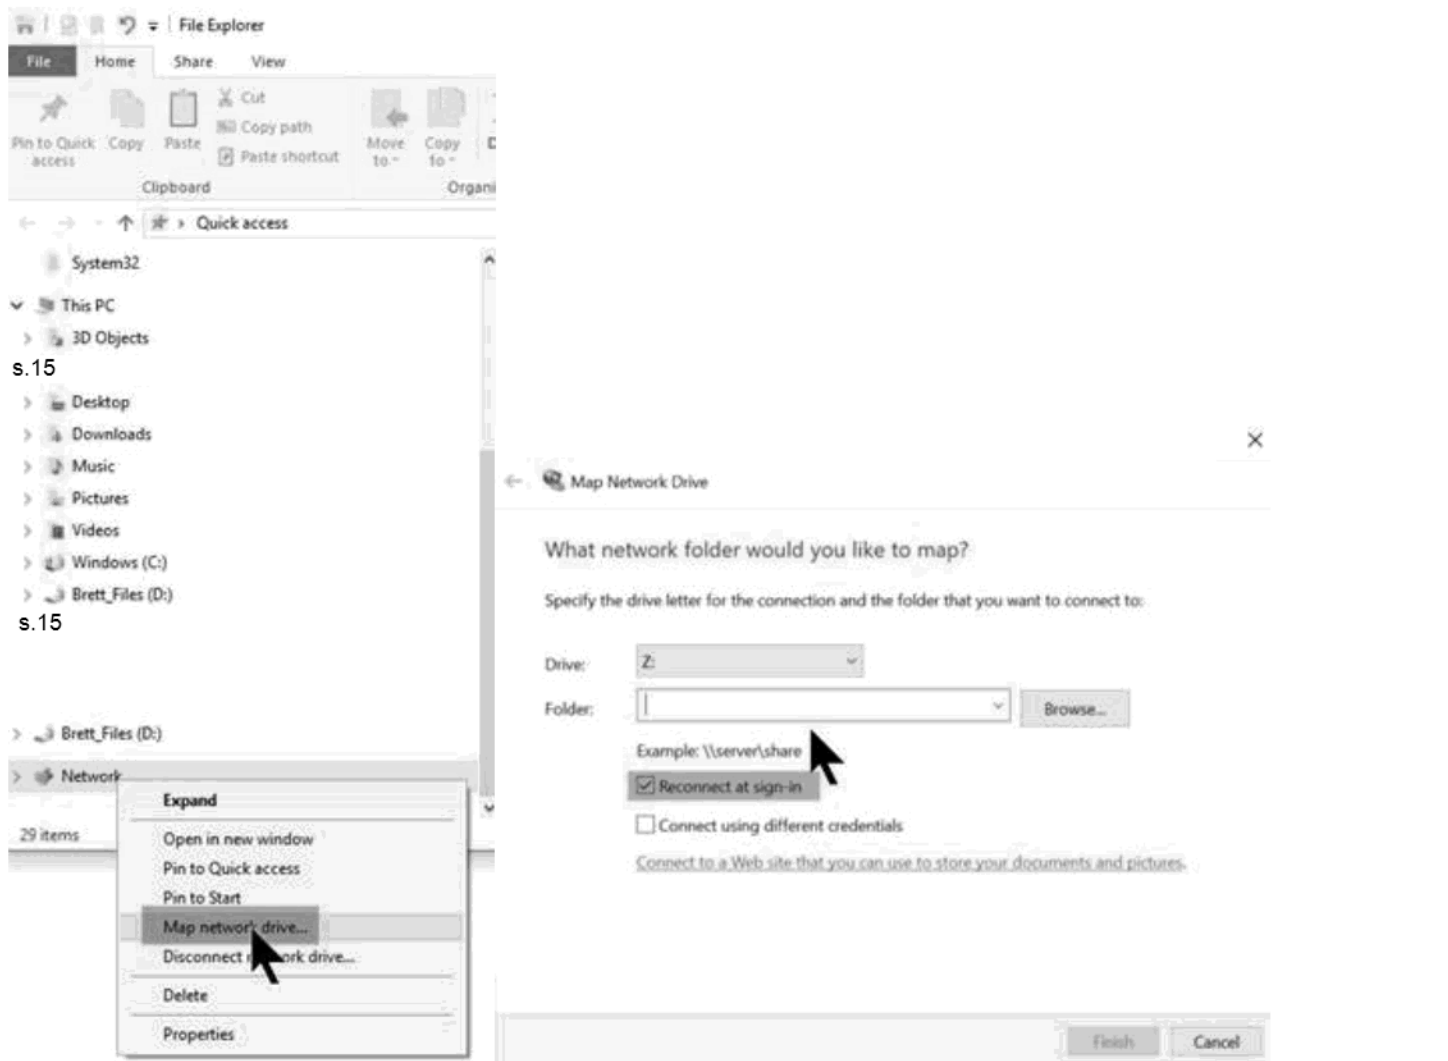 File Explorer
File Home Share View
Pin to Quick access
Copy
Paste
Cut
Copy path
Paste shortcut
Move to
Copy to
Clipboard
Organi
Quick access
System32
This PC
3D Objects
s.15
Desktop
Downloads
Music
Pictures
Videos
Windows (C:)
Brett_Files (D:)
s.15
Brett_Files (D:)
Network
29 items
Expand
Open in new window
Pin to Quick access
Pin to Start
Map network drive...
Disconnect network drive...
Delete
Properties
Map Network Drive
What network folder would you like to map?
Specify the drive letter for the connection and the folder that you want to connect to:
Drive: Z:
Folder: Browse...
Example: \\server\share
Reconnect at sign-in
Connect using different credentials
Connect to a Web site that you can use to store your documents and pictures.
Finish Cancel